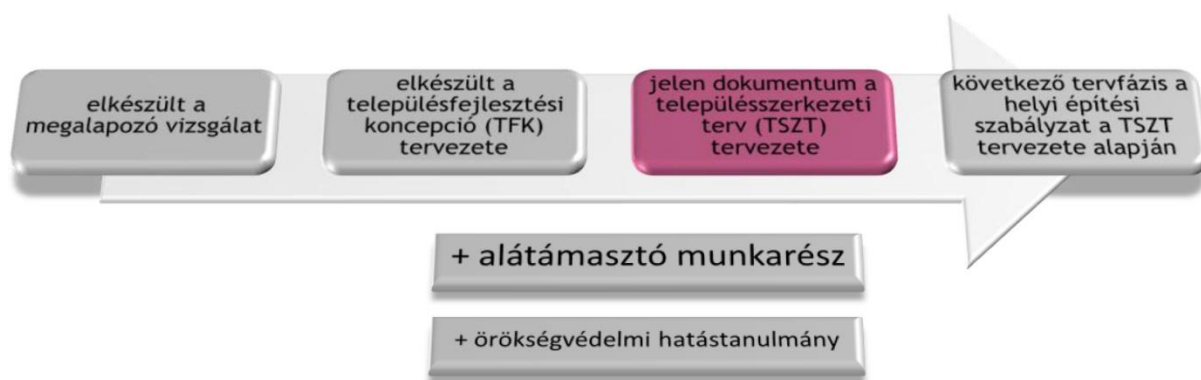 elkészült a
megalapozó vizsgálat
elkészült a
településfejlesztési
koncepció (TFK)
tervezete
jelen dokumentum a
településszerkezeti
terv (TSZT)
tervezete
következő tervfázis a
helyi építési
szabályzat a TSZT
tervezete alapján
+ alátámasztó munkarész
+ örökségvédelmi hatástanulmány